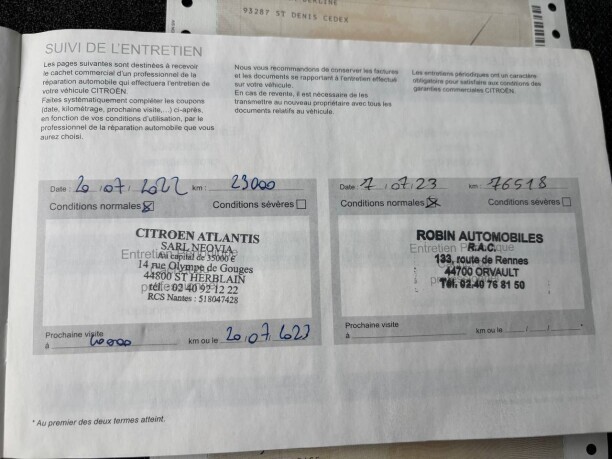 93287 ST DENIS CEDEX
SUIVI DE L'ENTRETIEN
Les pages suivantes sont destinées à recevoir
le cachet commercial d'un professionnel de la
réparation automobile qui effectuera l'entretien de
votre véhicule CITROËN.
Faites systématiquement compléter les coupons
(date, kilométrage, prochaine visite,...) ci-après,
en fonction de vos conditions d'utilisation, par le
professionnel de la réparation automobile que vous
aurez choisi.
Nous vous recommandons de conserver les factures
et les documents se rapportant à l'entretien effectué
sur votre véhicule.
En cas de revente, il est nécessaire de les
transmettre au nouveau propriétaire avec tous les
documents relatifs au véhicule.
Les entretiens périodiques ont un caractère
obligatoire pour satisfaire aux conditions des
garanties commerciales CITROËN.
Date : 20 / 07 / 2022 km : 23000
Conditions normales Conditions sévères
CITROEN ATLANTIS
SARL NEOVIA
Au capital de 35000 €
Entretien
14 rue Olympe de Gouges
44800 ST HERBLAIN
tél. 02 40 92 12 22
RCS Nantes : 518047428
Prochaine visite
à 40000 km ou le 20/07/2023
Date : 7 07 23 km : 76518
Conditions normales Conditions sévères
ROBIN AUTOMOBILES
Entretien
R.A.C.
133, route de Rennes
44700 ORVAULT
Tél. 02 40 76 81 50
Prochaine visite
à km ou le / / *
* Au premier des deux termes atteint.